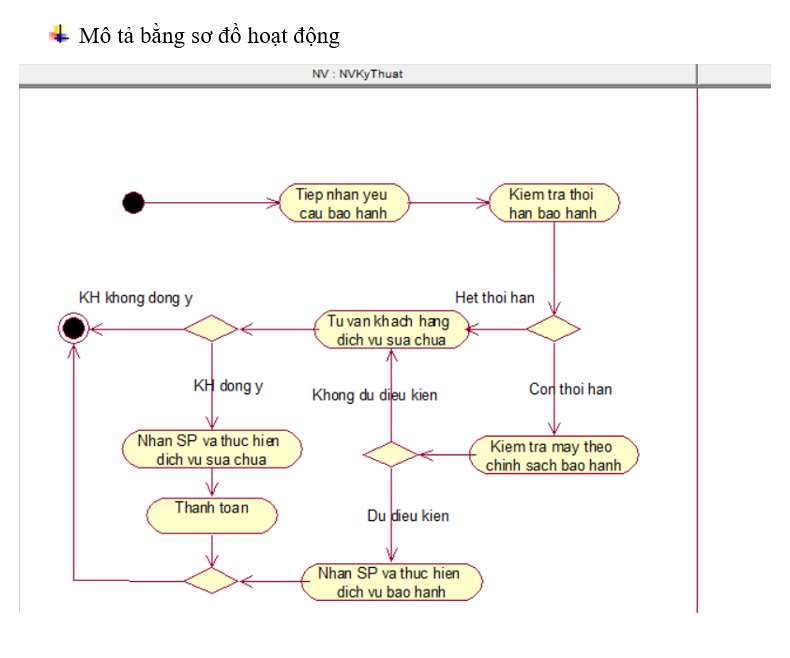 Mô tả bằng sơ đồ hoạt động
NV : NVKyThuat
Tiep nhan yeu
cau bao hanh
Kiem tra thoi
han bao hanh
KH khong dong y
Het thoi han
Tu van khach hang
dich vu sua chua
KH dong y
Khong du dieu kien
Con thoi han
Nhan SP va thuc hien
dich vu sua chua
Kiem tra may theo
chinh sach bao hanh
Thanh toan
Du dieu kien
Nhan SP va thuc hien
dich vu bao hanh